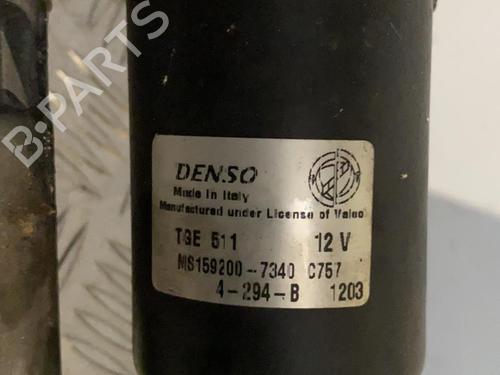 B-PARTS
DENSO
Made in Italy
Manufactured under License of Valeo
TGE 511 12 V
MS159200-7340 C757
4-294-B 1203